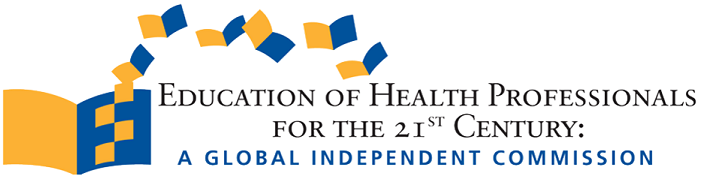 EDUCATION OF HEALTH PROFESSIONALS
FOR THE 21ST CENTURY:
A GLOBAL INDEPENDENT COMMISSION